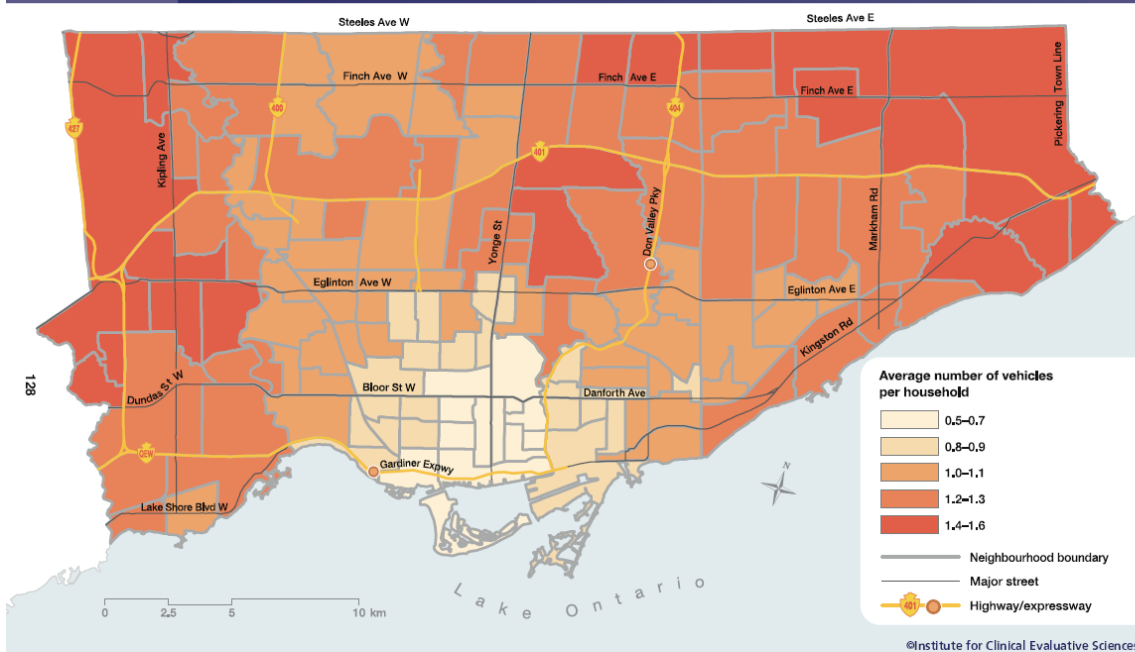 Steeles Ave W
Steeles Ave E
Finch Ave W
Finch Ave E
Finch Ave E
Pickering Town Line
427
400
404
401
Kipling Ave
Yonge St
Don Valley Pky
Markham Rd
Eglinton Ave W
Eglinton Ave E
Kingston Rd
128
Dundas St W
Bloor St W
Danforth Ave
QEW
Gardiner Expwy
Lake Shore Blvd W
N
Lake Ontario
0 2.5 5 10 km
Average number of vehicles
per household
0.5–0.7
0.8–0.9
1.0–1.1
1.2–1.3
1.4–1.6
Neighbourhood boundary
Major street
401 Highway/expressway
©Institute for Clinical Evaluative Sciences